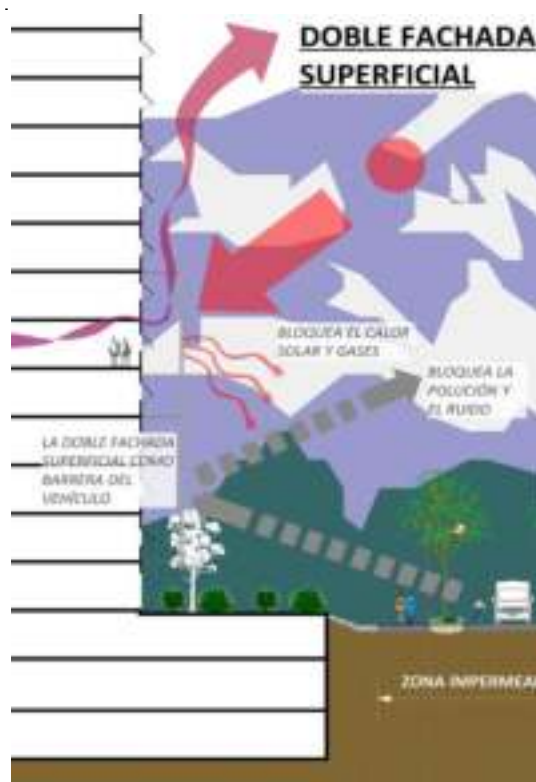 DOBLE FACHADA
SUPERFICIAL
BLOQUEA EL CALOR
SOLAR Y GASES
BLOQUEA LA
POLUCIÓN Y
EL RUIDO
LA DOBLE FACHADA
SUPERFICIAL COMO
BARRERA DEL
VEHÍCULO
ZONA IMPERMEA